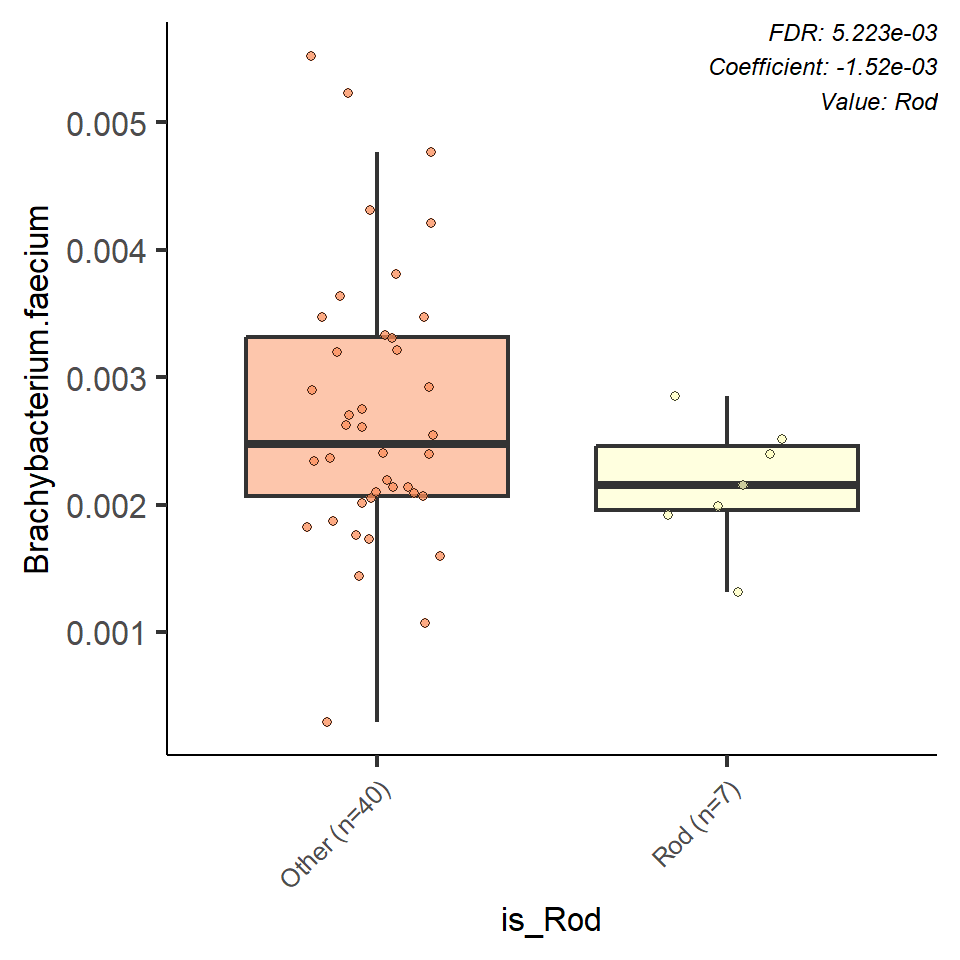 FDR: 5.223e-03
Coefficient: -1.52e-03
Value: Rod
Brachybacterium.faecium
0.005
0.004
0.003
0.002
0.001
Other (n=40)
Rod (n=7)
is_Rod